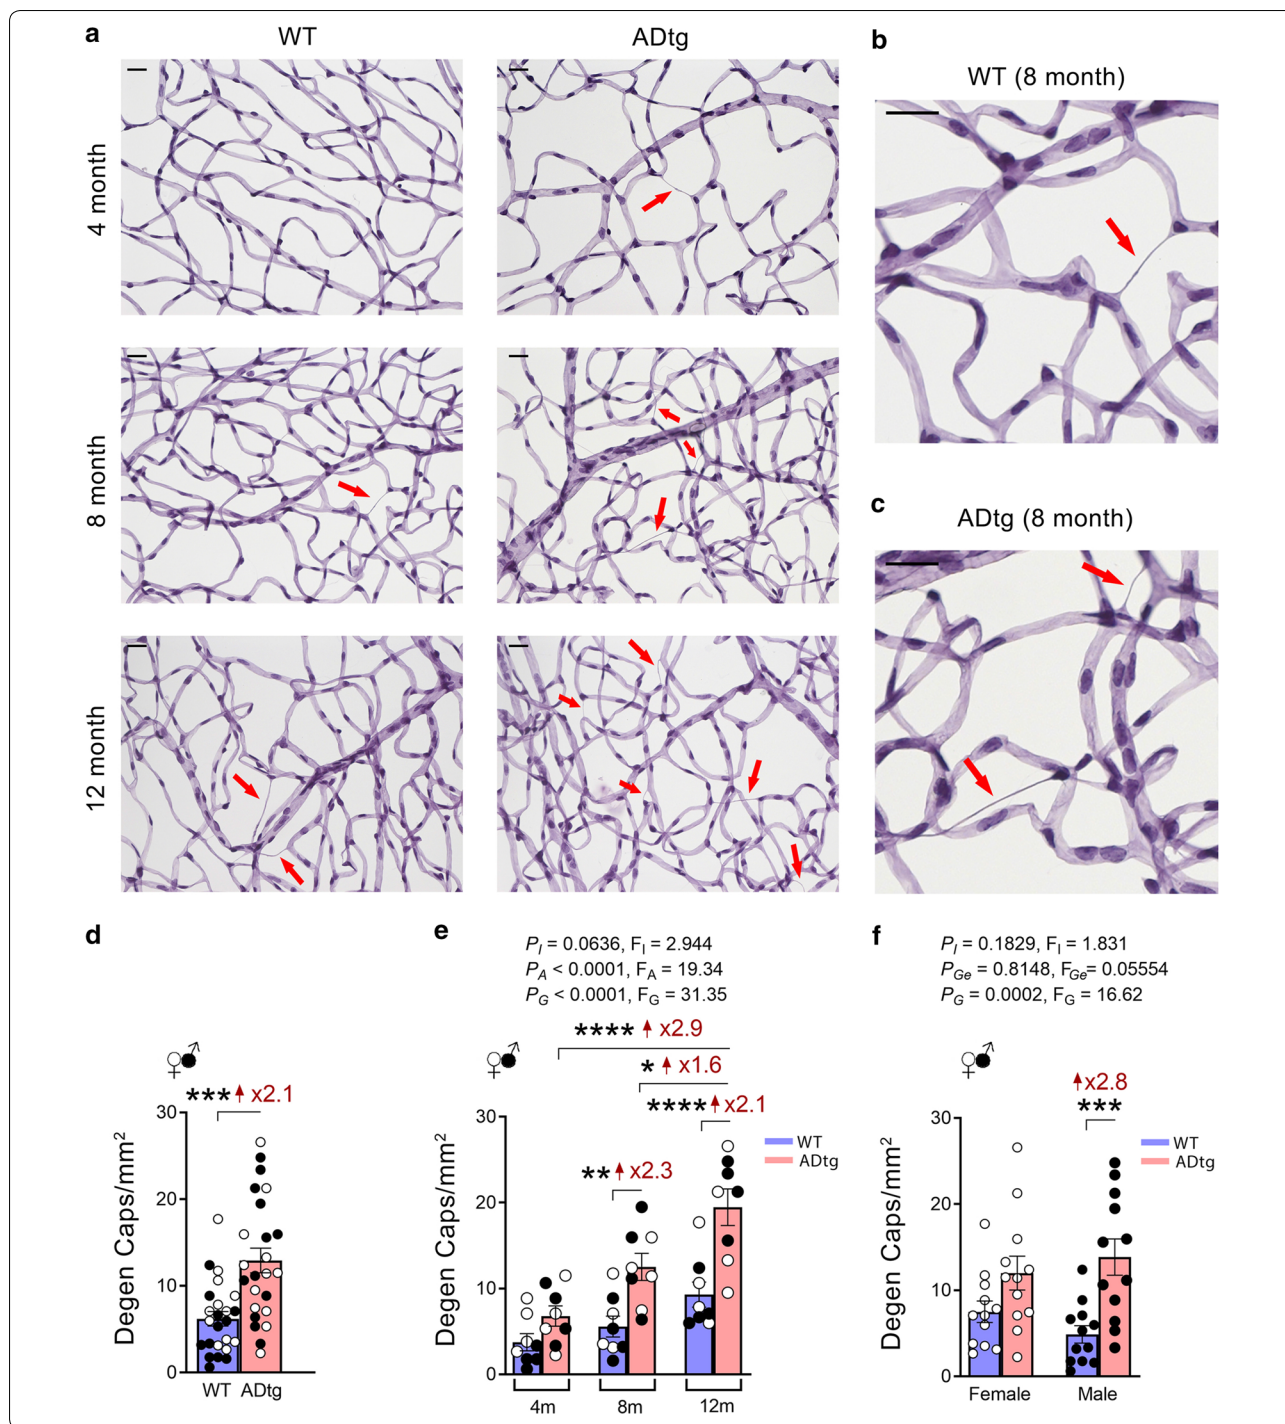 a
WT
ADtg
4 month
8 month
12 month
b
WT (8 month)
c
ADtg (8 month)
d
*** x2.1
Degen Caps/mm²
30
20
10
0
WT ADtg
e
P_I = 0.0636, F_I = 2.944
P_A < 0.0001, F_A = 19.34
P_G < 0.0001, F_G = 31.35
**** x2.9
* x1.6
**** x2.1
** x2.3
Degen Caps/mm²
30
20
10
0
WT
ADtg
4m 8m 12m
f
P_I = 0.1829, F_I = 1.831
P_Ge = 0.8148, F_Ge= 0.05554
P_G = 0.0002, F_G = 16.62
x2.8
***
Degen Caps/mm²
30
20
10
0
WT
ADtg
Female Male